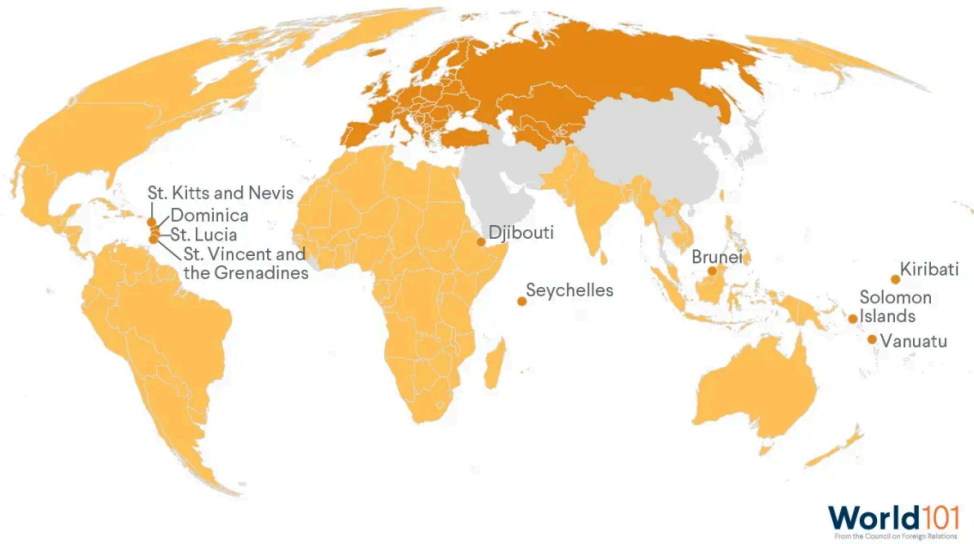 St. Kitts and Nevis
Dominica
St. Lucia
St. Vincent and
the Grenadines
Djibouti
Seychelles
Brunei
Kiribati
Solomon
Islands
Vanuatu
World101
From the Council on Foreign Relations